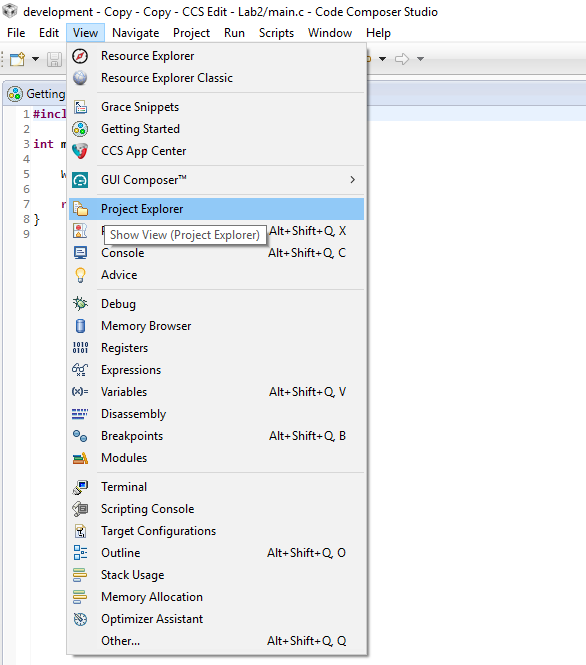 development - Copy - Copy - CCS Edit - Lab2/main.c - Code Composer Studio
File Edit View Navigate Project Run Scripts Window Help
Resource Explorer
Resource Explorer Classic
Getting
Grace Snippets
1 #incl
2
Getting Started
3 int m
CCS App Center
4
5
GUI Composer™
6
7
Project Explorer
8 }
Alt+Shift+Q, X
9
Show View (Project Explorer)
Console Alt+Shift+Q, C
Advice
Debug
Memory Browser
Registers
Expressions
Variables Alt+Shift+Q, V
Disassembly
Breakpoints Alt+Shift+Q, B
Modules
Terminal
Scripting Console
Target Configurations
Outline Alt+Shift+Q, O
Stack Usage
Memory Allocation
Optimizer Assistant
Other... Alt+Shift+Q, Q